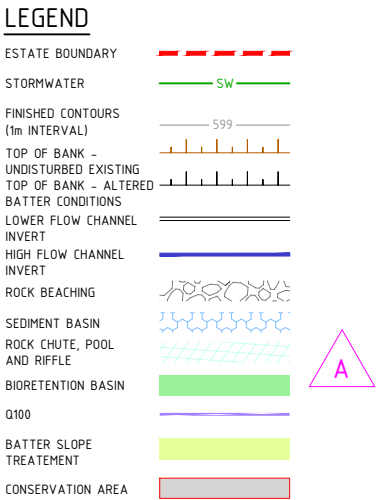 LEGEND
ESTATE BOUNDARY
STORMWATER
SW
FINISHED CONTOURS
(1m INTERVAL)
599
TOP OF BANK -
UNDISTURBED EXISTING
TOP OF BANK - ALTERED
BATTER CONDITIONS
LOWER FLOW CHANNEL
INVERT
HIGH FLOW CHANNEL
INVERT
ROCK BEACHING
SEDIMENT BASIN
ROCK CHUTE, POOL
AND RIFFLE
A
BIORETENTION BASIN
Q100
BATTER SLOPE
TREATEMENT
CONSERVATION AREA